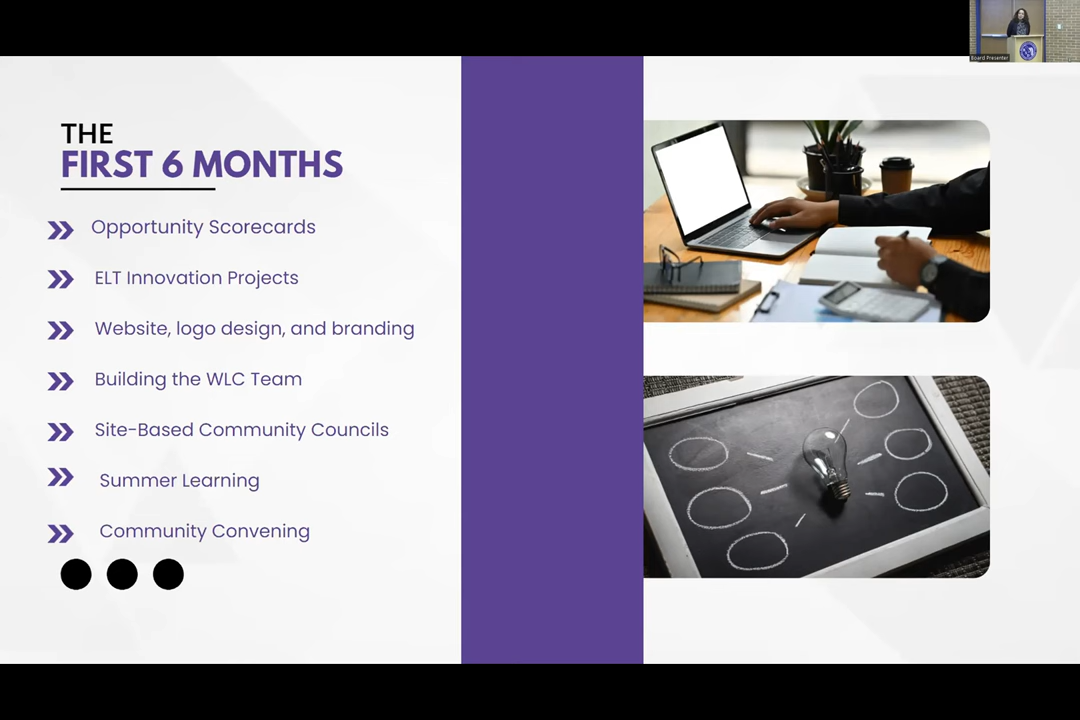 Board Presenter
THE
FIRST 6 MONTHS
Opportunity Scorecards
ELT Innovation Projects
Website, logo design, and branding
Building the WLC Team
Site-Based Community Councils
Summer Learning
Community Convening